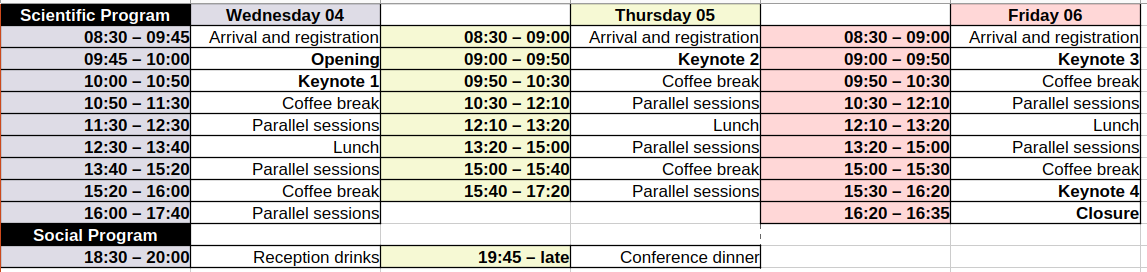 Scientific Program Wednesday 04 Thursday 05 Friday 06
08:30 – 09:45 Arrival and registration 08:30 – 09:00 Arrival and registration 08:30 – 09:00 Arrival and registration
09:45 – 10:00 Opening 09:00 – 09:50 Keynote 2 09:00 – 09:50 Keynote 3
10:00 – 10:50 Keynote 1 09:50 – 10:30 Coffee break 09:50 – 10:30 Coffee break
10:50 – 11:30 Coffee break 10:30 – 12:10 Parallel sessions 10:30 – 12:10 Parallel sessions
11:30 – 12:30 Parallel sessions 12:10 – 13:20 Lunch 12:10 – 13:20 Lunch
12:30 – 13:40 Lunch 13:20 – 15:00 Parallel sessions 13:20 – 15:00 Parallel sessions
13:40 – 15:20 Parallel sessions 15:00 – 15:40 Coffee break 15:00 – 15:30 Coffee break
15:20 – 16:00 Coffee break 15:40 – 17:20 Parallel sessions 15:30 – 16:20 Keynote 4
16:00 – 17:40 Parallel sessions 16:20 – 16:35 Closure
Social Program
18:30 – 20:00 Reception drinks 19:45 – late Conference dinner